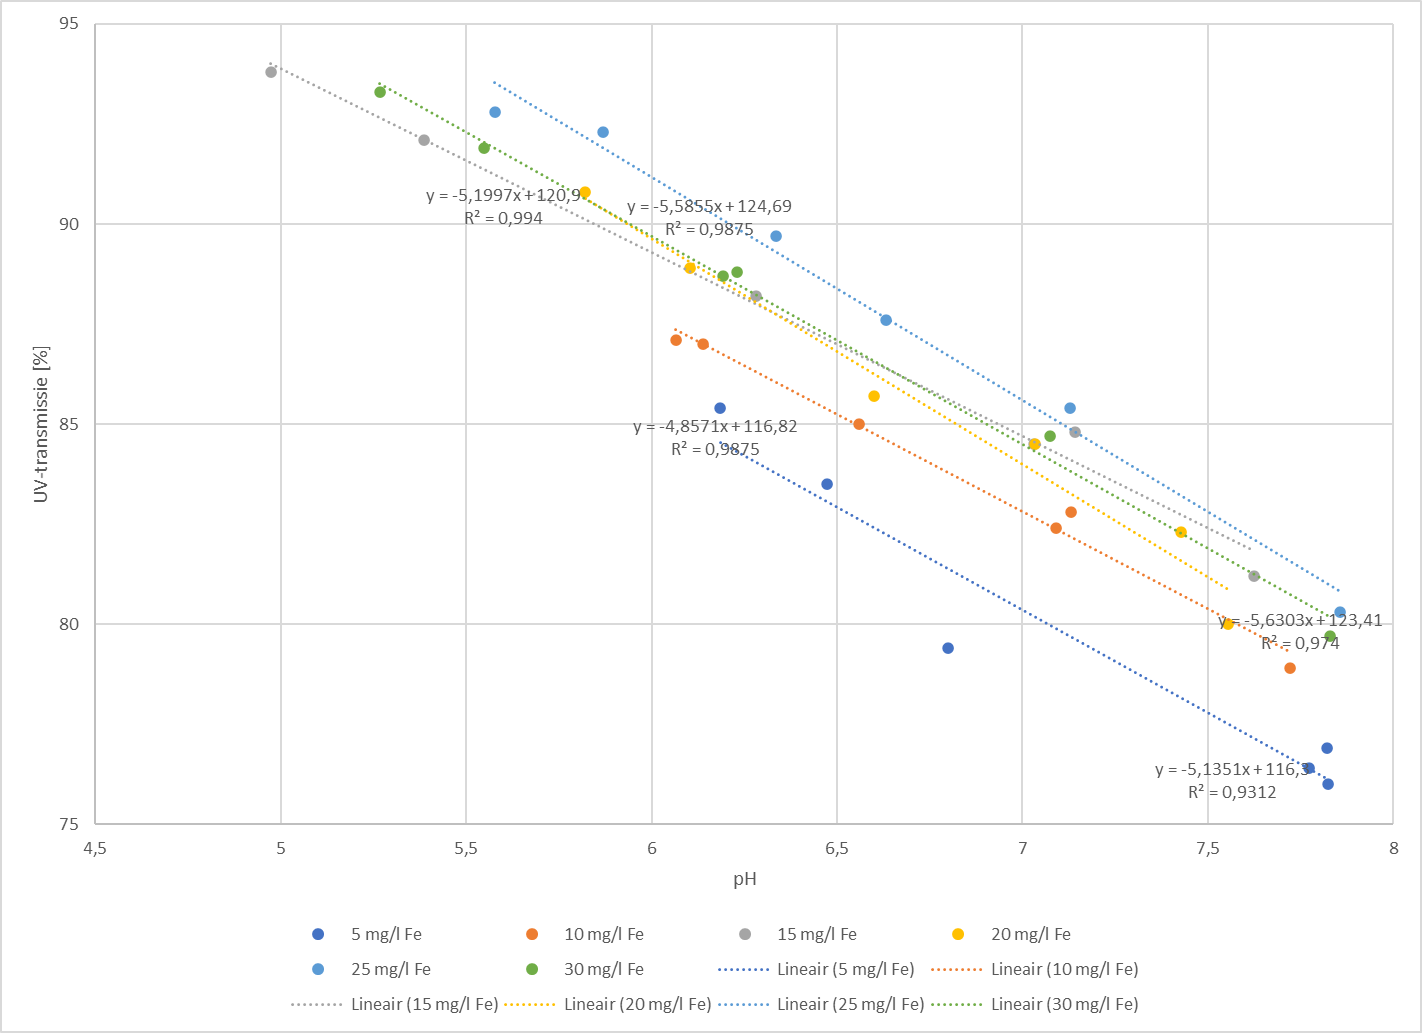 95
90
85
80
75
UV-transmissie [%]
y = -5,1997x + 120,9
R² = 0,994
y = -5,5855x + 124,69
R² = 0,9875
y = -4,8571x + 116,82
R² = 0,9875
y = -5,6303x + 123,41
R² = 0,974
y = -5,1351x + 116,3
R² = 0,9312
4,5 5 5,5 6 6,5 7 7,5 8
pH
5 mg/l Fe 10 mg/l Fe 15 mg/l Fe 20 mg/l Fe
25 mg/l Fe 30 mg/l Fe Lineair (5 mg/l Fe) Lineair (10 mg/l Fe)
Lineair (15 mg/l Fe) Lineair (20 mg/l Fe) Lineair (25 mg/l Fe) Lineair (30 mg/l Fe)